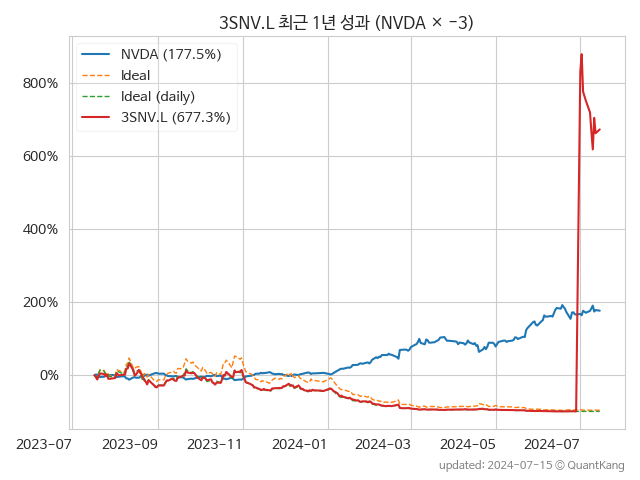 3SNV.L 최근 1년 성과 (NVDA × −3)
NVDA (177.5%)
Ideal
Ideal (daily)
3SNV.L (677.3%)
800%
600%
400%
200%
0%
2023-07 2023-09 2023-11 2024-01 2024-03 2024-05 2024-07
updated: 2024-07-15 © QuantKang